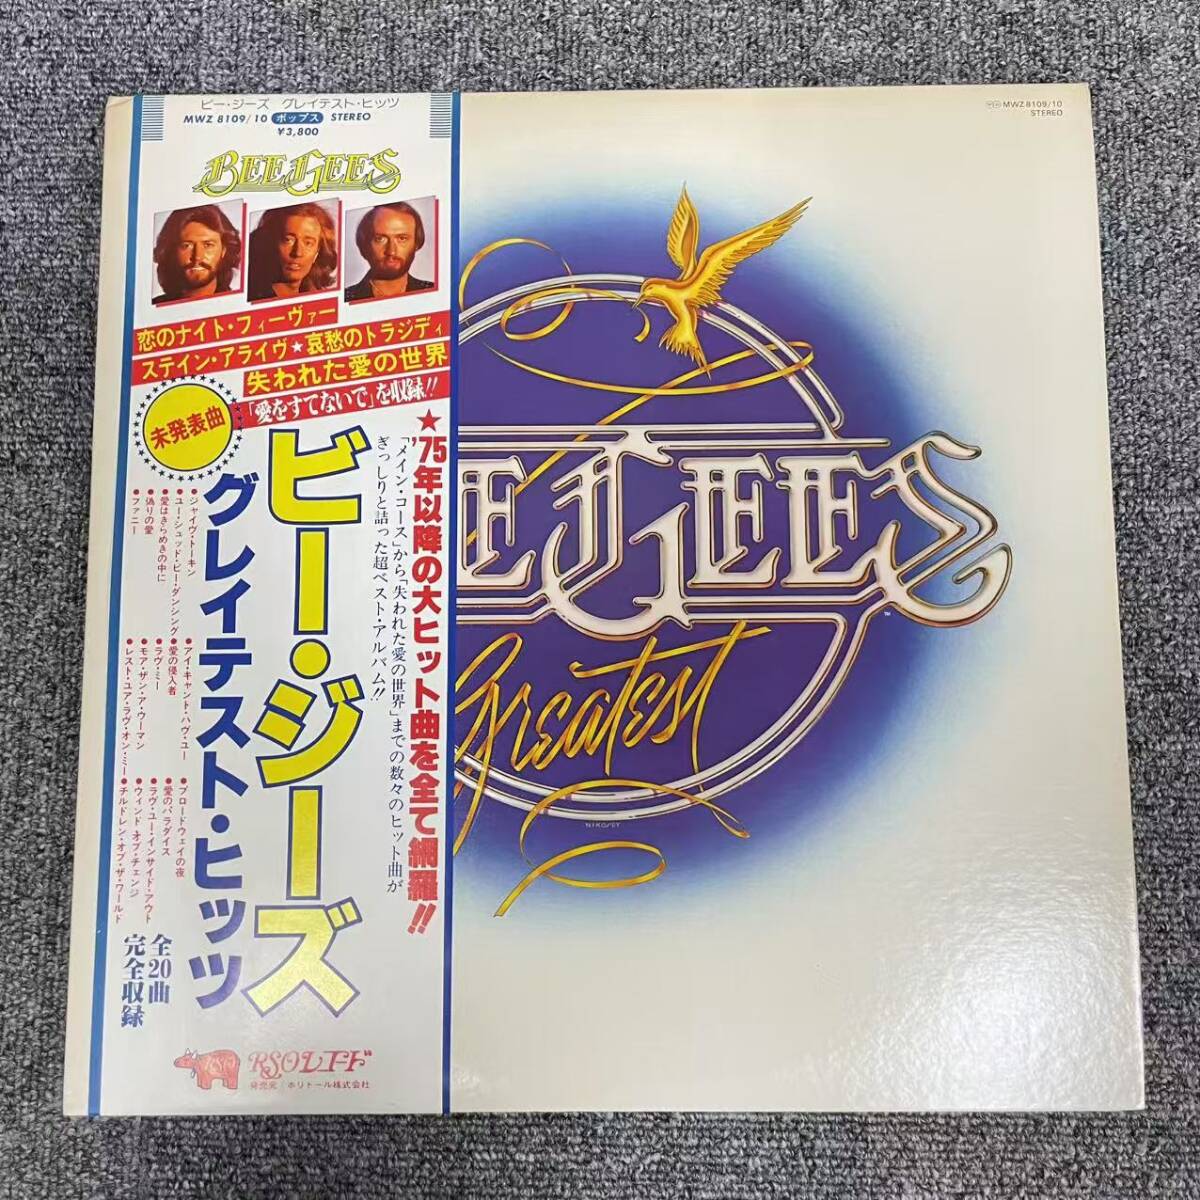 ビー・ジーズ グレイテスト・ヒッツ
MWZ 8109/10 ポップス STEREO
¥3,800
BEE GEES
恋のナイト・フィーヴァー
ステイン・アライヴ★哀愁のトラジディ
失われた愛の世界
「愛をすてないで」を収録!!
未発表曲
★'75年以降の大ヒット曲を全て網羅!!
「メイン・コース」から「失われた愛の世界」までの数々のヒット曲が
ぎっしりと詰った超ベスト・アルバム!!
ビー・ジーズ
グレイテスト・ヒッツ
●ジャイヴ・トーキン
●ユー・シュッド・ビー・ダンシング
●愛はきらめきの中に
●偽りの愛
●ファニー
●アイ・キャント・ハヴ・ユー
●愛の侵入者
●ラヴ・ミー
●モア・ザン・ア・ウーマン
●レスト・ユア・ラヴ・オン・ミー
●ブロードウェイの夜
●愛のパラダイス
●ラヴ・ユー・インサイド・アウト
●ウィンド・オブ・チェンジ
●チルドレン・オブ・ザ・ワールド
全20曲
完全収録
RSO
RSOレコード
発売元／ポリドール株式会社
MWZ 8109/10
STEREO
EE GEES
Greatest
NIKOSEY